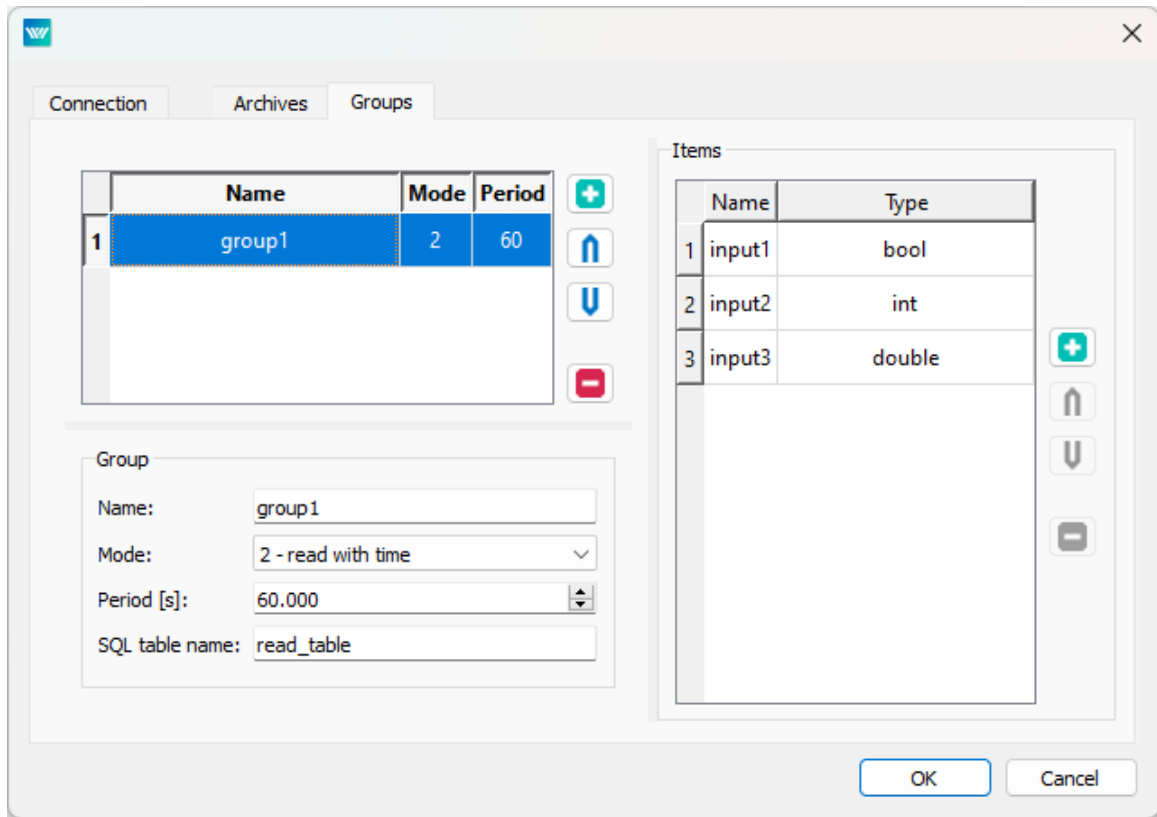 Connection Archives Groups
Name Mode Period
1 group1 2 60
Group
Name: group1
Mode: 2 - read with time
Period [s]: 60.000
SQL table name: read_table
Items
Name Type
1 input1 bool
2 input2 int
3 input3 double
OK Cancel